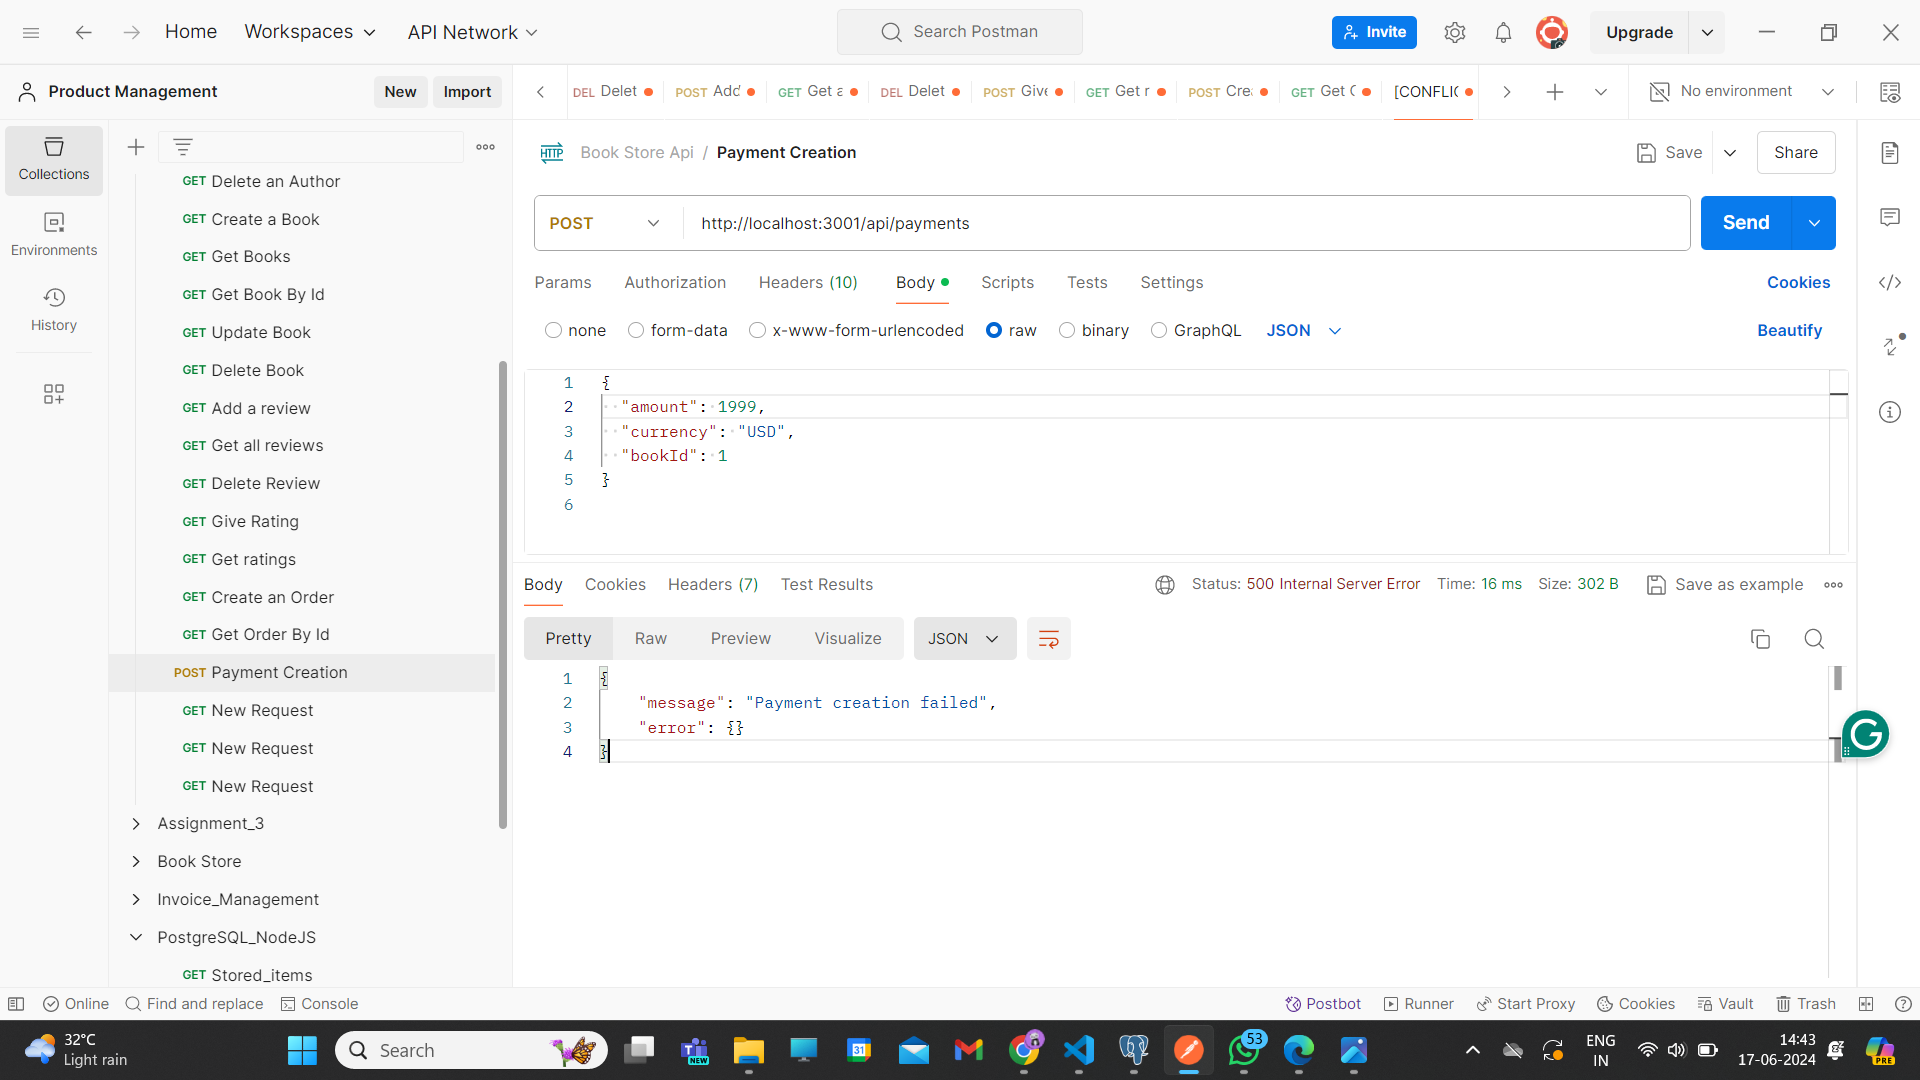 Home
Workspaces
API Network
Search Postman
Invite
Upgrade
Product Management
New
Import
DEL Delet
POST Add
GET Get a
DEL Delet
POST Give
GET Get r
POST Crea
GET Get O
[CONFLIC
No environment
Collections
Environments
History
GET Delete an Author
GET Create a Book
GET Get Books
GET Get Book By Id
GET Update Book
GET Delete Book
GET Add a review
GET Get all reviews
GET Delete Review
GET Give Rating
GET Get ratings
GET Create an Order
GET Get Order By Id
POST Payment Creation
GET New Request
GET New Request
GET New Request
Assignment_3
Book Store
Invoice_Management
PostgreSQL_NodeJS
GET Stored_items
HTTP Book Store Api / Payment Creation
Save
Share
POST http://localhost:3001/api/payments
Send
Params Authorization Headers (10) Body Scripts Tests Settings
Cookies
none form-data x-www-form-urlencoded raw binary GraphQL JSON
Beautify
1 {
2 "amount": 1999,
3 "currency": "USD",
4 "bookId": 1
5 }
6
Body Cookies Headers (7) Test Results
Status: 500 Internal Server Error Time: 16 ms Size: 302 B
Save as example
Pretty Raw Preview Visualize JSON
1 {
2 "message": "Payment creation failed",
3 "error": {}
4 }
Online Find and replace Console
Postbot Runner Start Proxy Cookies Vault Trash
32°C
Light rain
Search
NEW
31
53
ENG
IN
14:43
17-06-2024
PRE